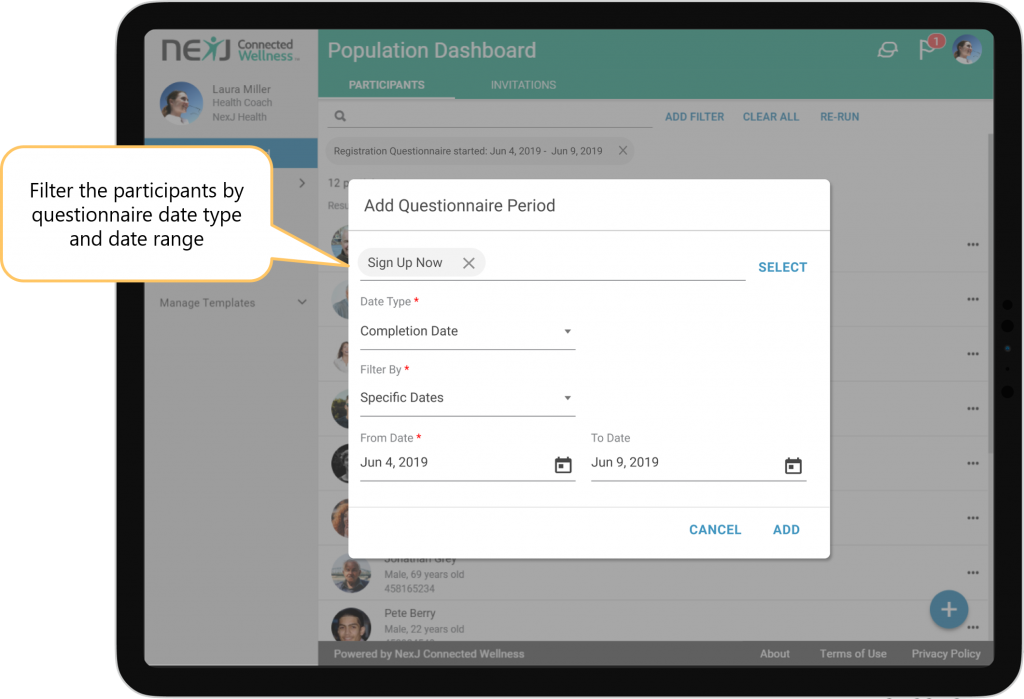 NEXJ Connected Wellness
Laura Miller
Health Coach
NexJ Health
Population Dashboard
1
PARTICIPANTS
INVITATIONS
ADD FILTER
CLEAR ALL
RE-RUN
Registration Questionnaire started: Jun 4, 2019 - Jun 9, 2019
12
Filter the participants by
questionnaire date type
and date range
Manage Templates
Add Questionnaire Period
Sign Up Now
SELECT
Date Type *
Completion Date
Filter By *
Specific Dates
From Date *
To Date
Jun 4, 2019
Jun 9, 2019
CANCEL
ADD
Jonathan Grey
Male, 69 years old
458165234
Pete Berry
Male, 22 years old
Powered by NexJ Connected Wellness
About
Terms of Use
Privacy Policy